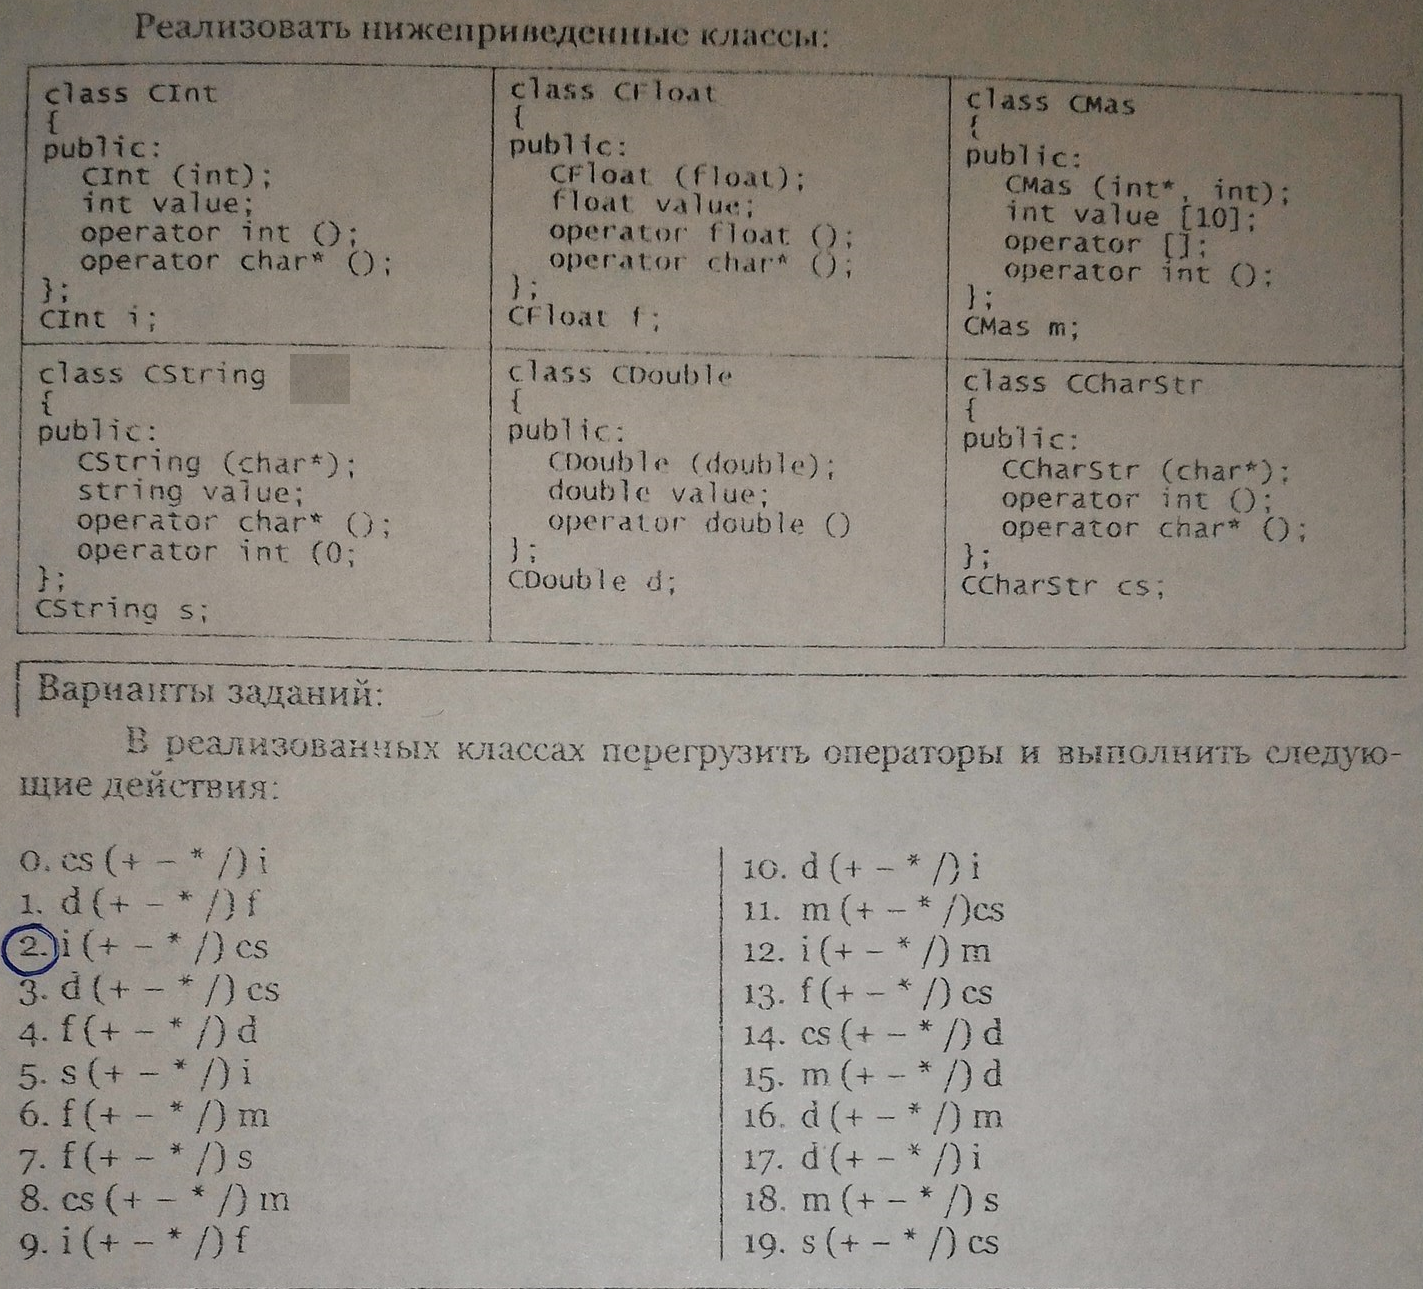 Реализовать нижеприведенные классы:
class CInt
{
public:
CInt (int);
int value;
operator int ();
operator char* ();
};
CInt i;
class CFloat
{
public:
CFloat (float);
float value;
operator float ();
operator char* ();
};
CFloat f;
class CMas
{
public:
CMas (int*, int);
int value [10];
operator [];
operator int ();
};
CMas m;
class CString
{
public:
CString (char*);
string value;
operator char* ();
operator int (0;
};
CString s;
class CDouble
{
public:
CDouble (double);
double value;
operator double ()
};
CDouble d;
class CCharStr
{
public:
CCharStr (char*);
operator int ();
operator char* ();
};
CCharStr cs;
Варианты заданий:
В реализованных классах перегрузить операторы и выполнить следую-
щие действия:
0. cs (+ – * /) i
1. d (+ – * /) f
2. i (+ – * /) cs
3. d (+ – * /) cs
4. f (+ – * /) d
5. s (+ – * /) i
6. f (+ – * /) m
7. f (+ – * /) s
8. cs (+ – * /) m
9. i (+ – * /) f
10. d (+ – * /) i
11. m (+ – * /)cs
12. i (+ – * /) m
13. f (+ – * /) cs
14. cs (+ – * /) d
15. m (+ – * /) d
16. d (+ – * /) m
17. d (+ – * /) i
18. m (+ – * /) s
19. s (+ – * /) cs